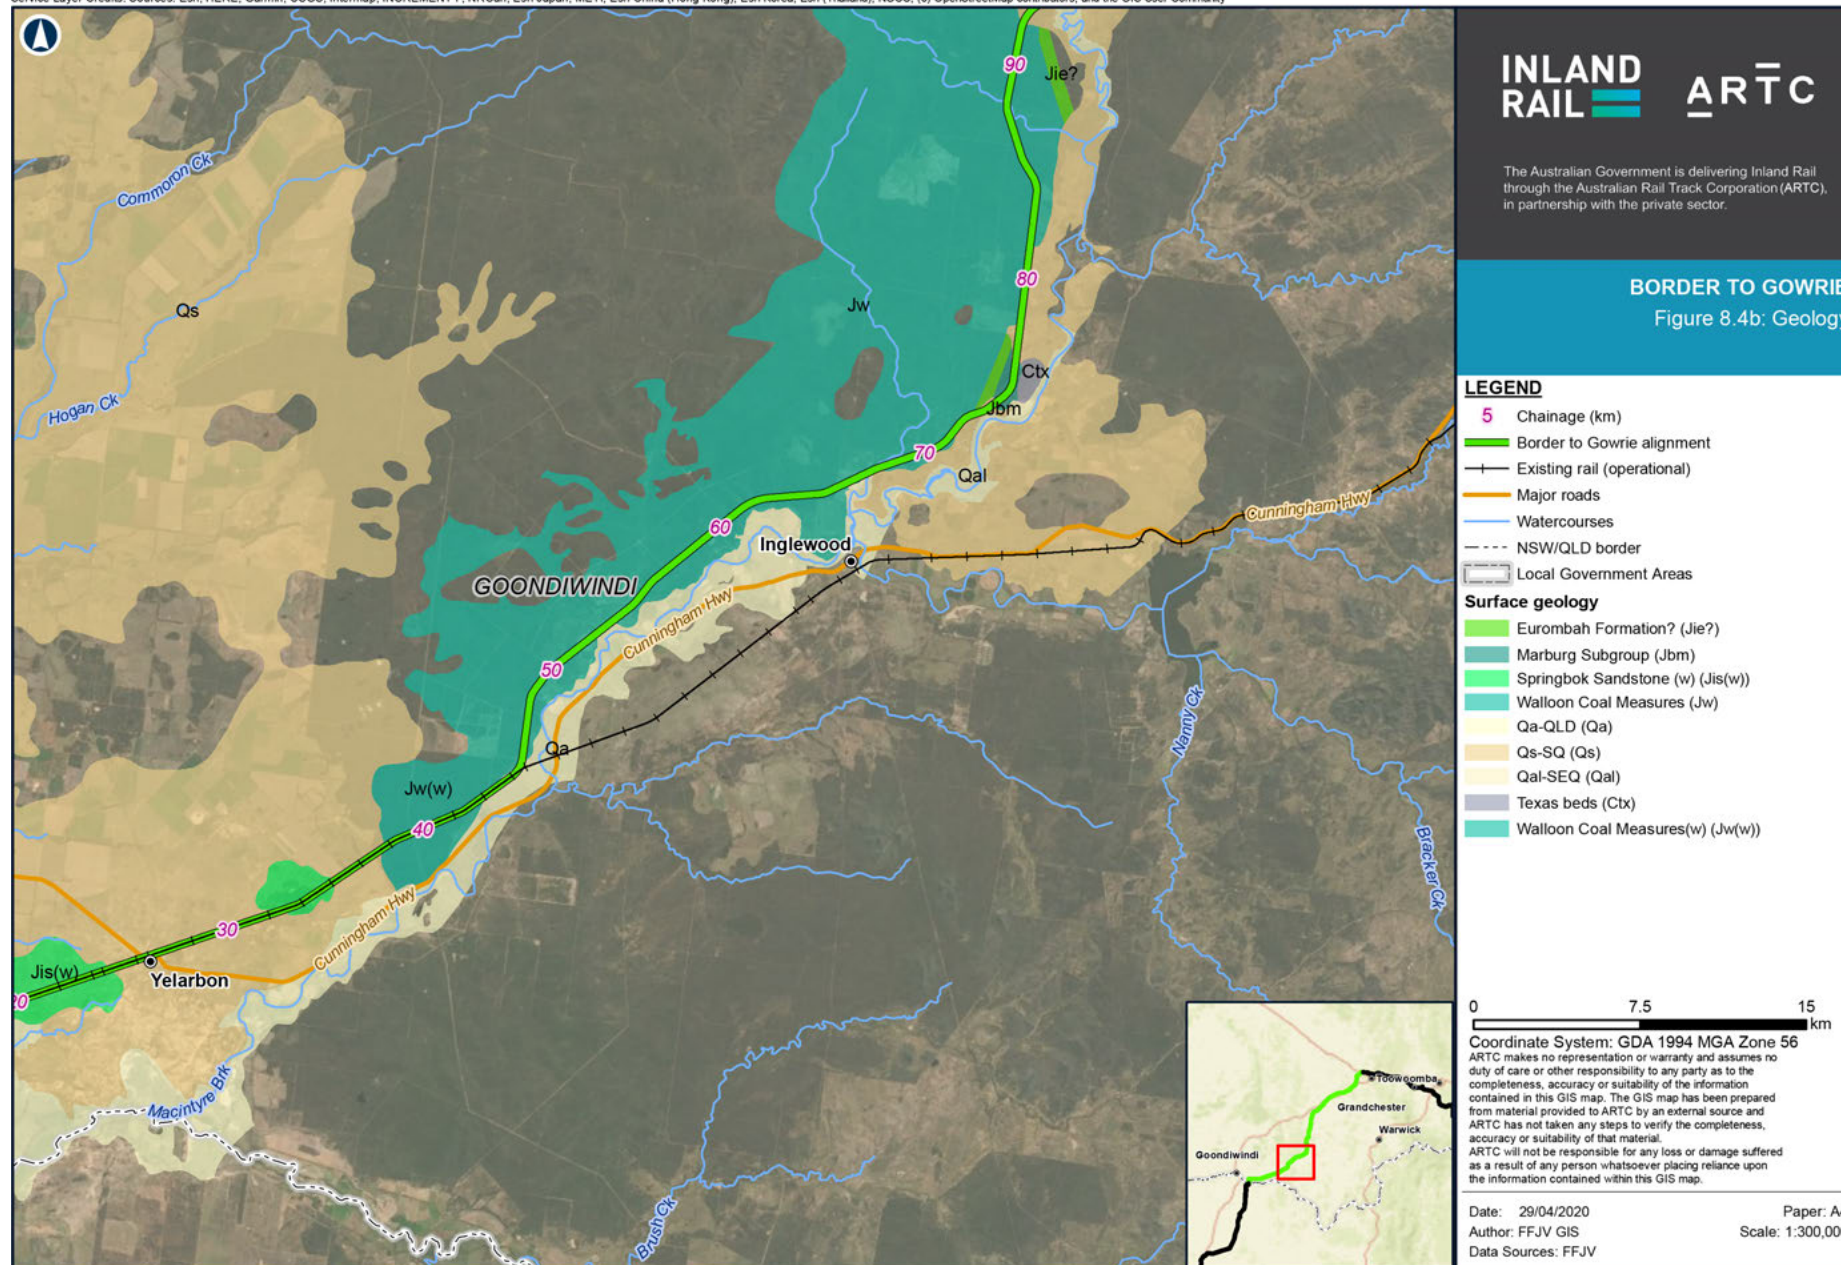 INLAND
RAIL
ARTC
The Australian Government is delivering Inland Rail
through the Australian Rail Track Corporation (ARTC),
in partnership with the private sector.
BORDER TO GOWRIE
Figure 8.4b: Geology
LEGEND
5 Chainage (km)
Border to Gowrie alignment
Existing rail (operational)
Major roads
Watercourses
NSW/QLD border
Local Government Areas
Surface geology
Eurombah Formation? (Jie?)
Marburg Subgroup (Jbm)
Springbok Sandstone (w) (Jis(w))
Walloon Coal Measures (Jw)
Qa-QLD (Qa)
Qs-SQ (Qs)
Qal-SEQ (Qal)
Texas beds (Ctx)
Walloon Coal Measures(w) (Jw(w))
0 7.5 15
km
Coordinate System: GDA 1994 MGA Zone 56
ARTC makes no representation or warranty and assumes no
duty of care or other responsibility to any party as to the
completeness, accuracy or suitability of the information
contained in this GIS map. The GIS map has been prepared
from material provided to ARTC by an external source and
ARTC has not taken any steps to verify the completeness,
accuracy or suitability of that material.
ARTC will not be responsible for any loss or damage suffered
as a result of any person whatsoever placing reliance upon
the information contained within this GIS map.
Date: 29/04/2020
Paper: A
Author: FFJV GIS
Scale: 1:300,00
Data Sources: FFJV
90
Jie?
Commoron Ck
80
Qs
Jw
Hogan Ck
Ctx
Jbm
70
Qal
Cunningham Hwy
60
Inglewood
GOONDIWINDI
Cunningham Hwy
50
Nanny Ck
Qa
Jw(w)
40
Bracker Ck
Cunningham Hwy
30
Jis(w)
Yelarbon
20
Macintyre Brk
Brush Ck
Toowoomba
Grandchester
Warwick
Goondiwindi